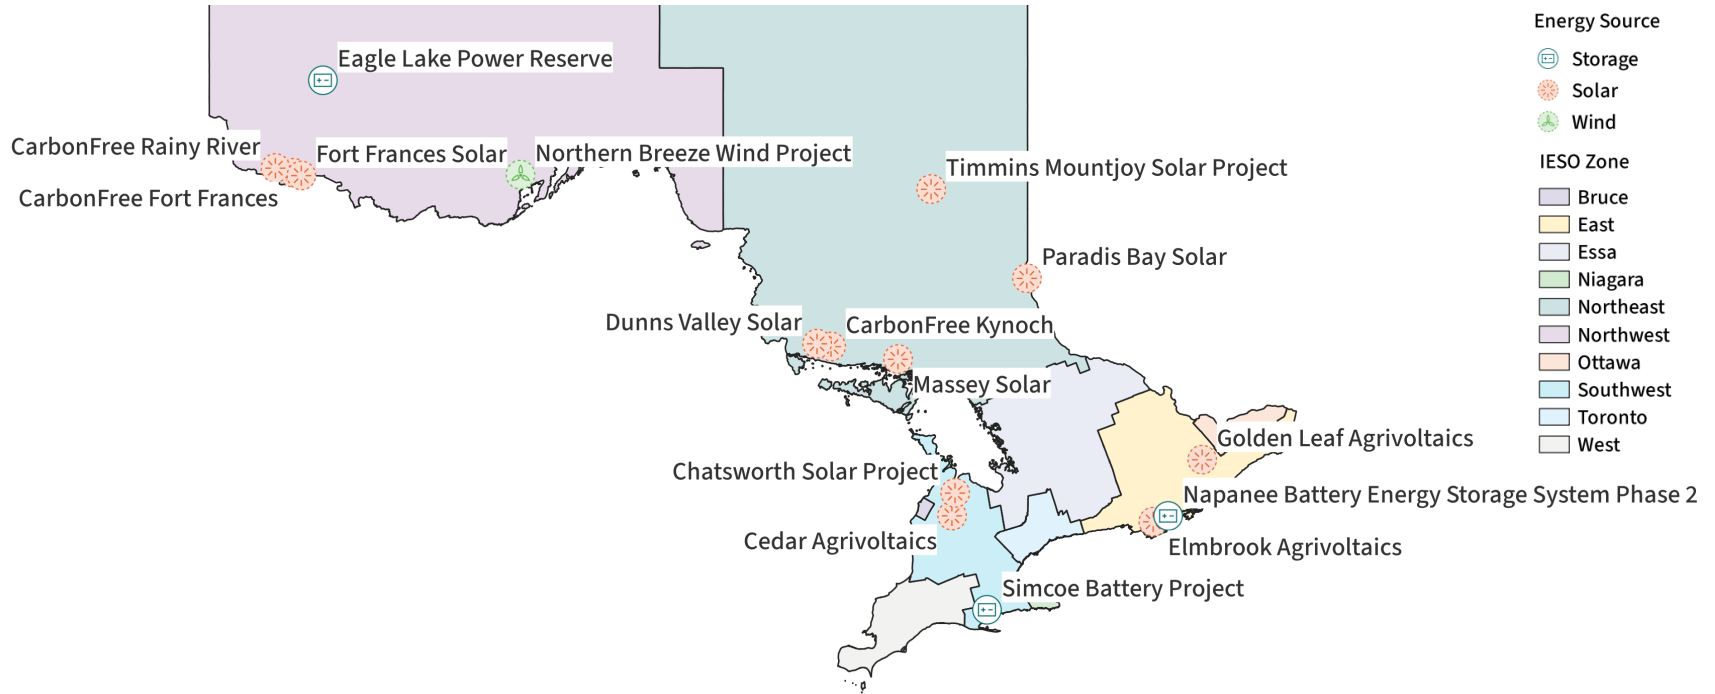 Eagle Lake Power Reserve
CarbonFree Rainy River
Fort Frances Solar
Northern Breeze Wind Project
CarbonFree Fort Frances
Timmins Mountjoy Solar Project
Paradis Bay Solar
Dunns Valley Solar
CarbonFree Kynoch
Massey Solar
Golden Leaf Agrivoltaics
Chatsworth Solar Project
Napanee Battery Energy Storage System Phase 2
Cedar Agrivoltaics
Elmbrook Agrivoltaics
Simcoe Battery Project
Energy Source
Storage
Solar
Wind
IESO Zone
Bruce
East
Essa
Niagara
Northeast
Northwest
Ottawa
Southwest
Toronto
West